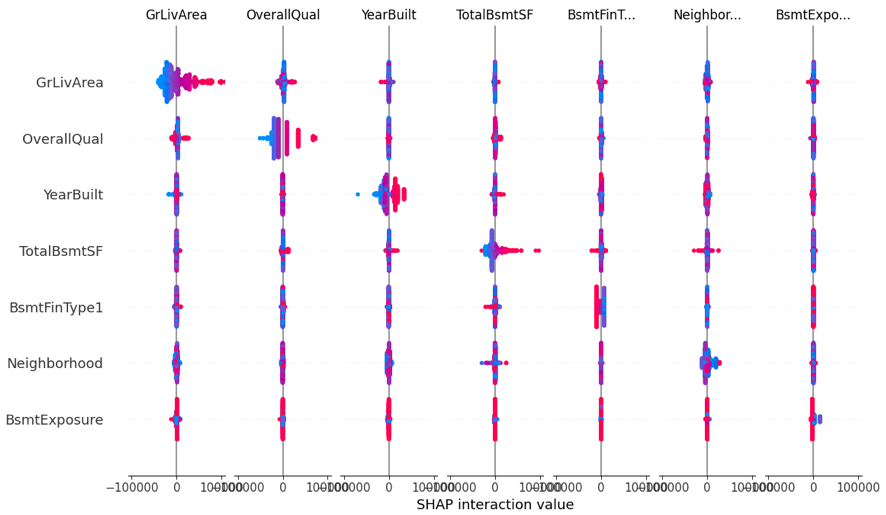 GrLivArea OverallQual YearBuilt TotalBsmtSF BsmtFinT... Neighbor... BsmtExpo...
GrLivArea
OverallQual
YearBuilt
TotalBsmtSF
BsmtFinType1
Neighborhood
BsmtExposure
−100000 0 100000 −100000 0 100000 −100000 0 100000 −100000 0 100000 −100000 0 100000 −100000 0 100000 −100000 0 100000
SHAP interaction value